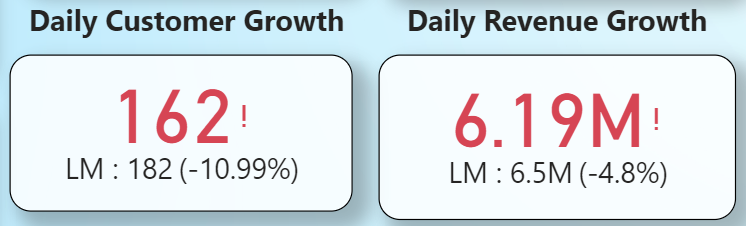 Daily Customer Growth
162!
LM : 182 (-10.99%)
Daily Revenue Growth
6.19M!
LM : 6.5M (-4.8%)